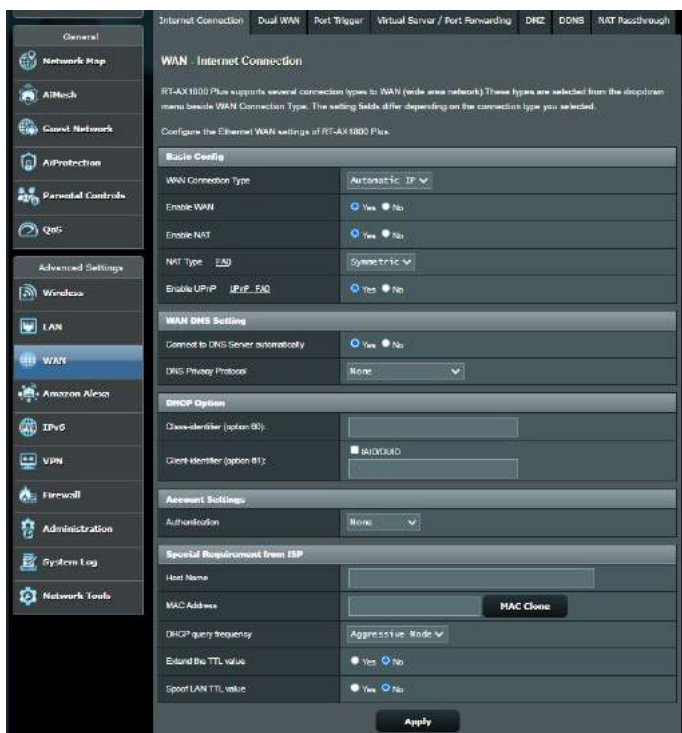 Internet Connection Dual WAN Port Trigger Virtual Server / Port Forwarding DMZ DDNS NAT Passthrough
General
Network Map
AiMesh
Guest Network
AiProtection
Parental Controls
QoS
Advanced Settings
Wireless
LAN
WAN
Amazon Alexa
IPv6
VPN
Firewall
Administration
System Log
Network Tools
WAN - Internet Connection
RT-AX1800 Plus supports several connection types to WAN (wide area network).These types are selected from the dropdown
menu beside WAN Connection Type. The setting fields differ depending on the connection type you selected.
Configure the Ethernet WAN settings of RT-AX1800 Plus.
Basic Config
WAN Connection Type Automatic IP
Enable WAN Yes No
Enable NAT Yes No
NAT Type FAQ Symmetric
Enable UPnP UPnP FAQ Yes No
WAN DNS Setting
Connect to DNS Server automatically Yes No
DNS Privacy Protocol None
DHCP Option
Class-identifier (option 60):
Client-identifier (option 61): IAID/DUID
Account Settings
Authentication None
Special Requirement from ISP
Host Name
MAC Address MAC Clone
DHCP query frequency Aggressive Mode
Extend the TTL value Yes No
Spoof LAN TTL value Yes No
Apply